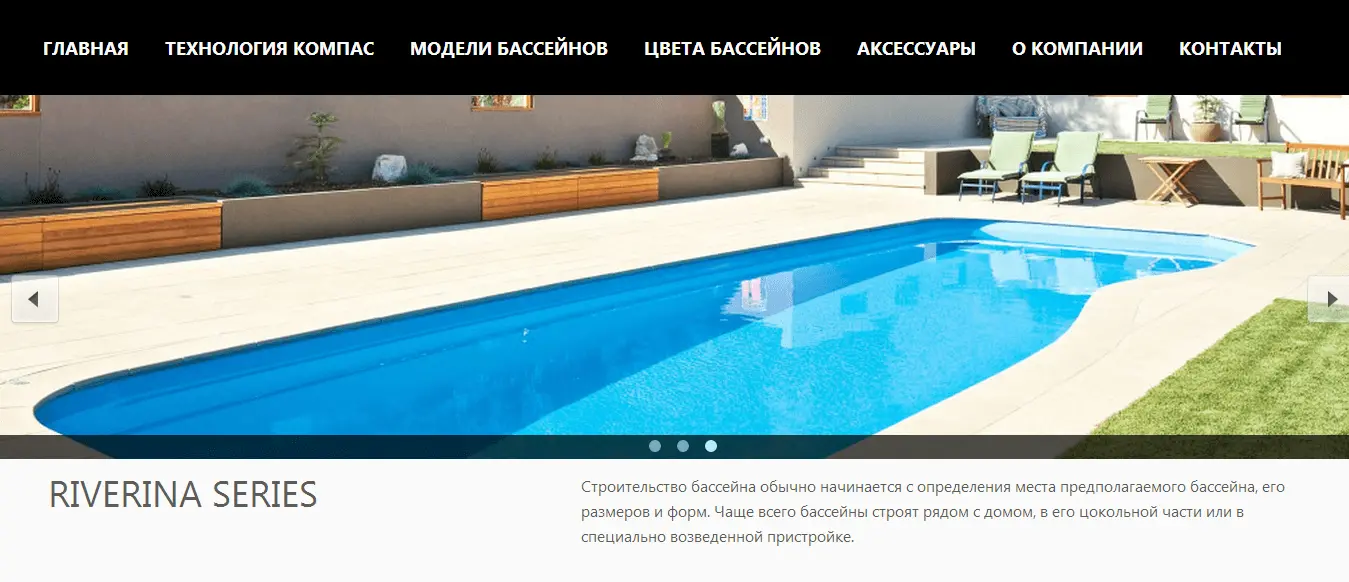 ГЛАВНАЯ ТЕХНОЛОГИЯ КОМПАС МОДЕЛИ БАССЕЙНОВ ЦВЕТА БАССЕЙНОВ АКСЕССУАРЫ О КОМПАНИИ КОНТАКТЫ
RIVERINA SERIES
Строительство бассейна обычно начинается с определения места предполагаемого бассейна, его
размеров и форм. Чаще всего бассейны строят рядом с домом, в его цокольной части или в
специально возведенной пристройке.